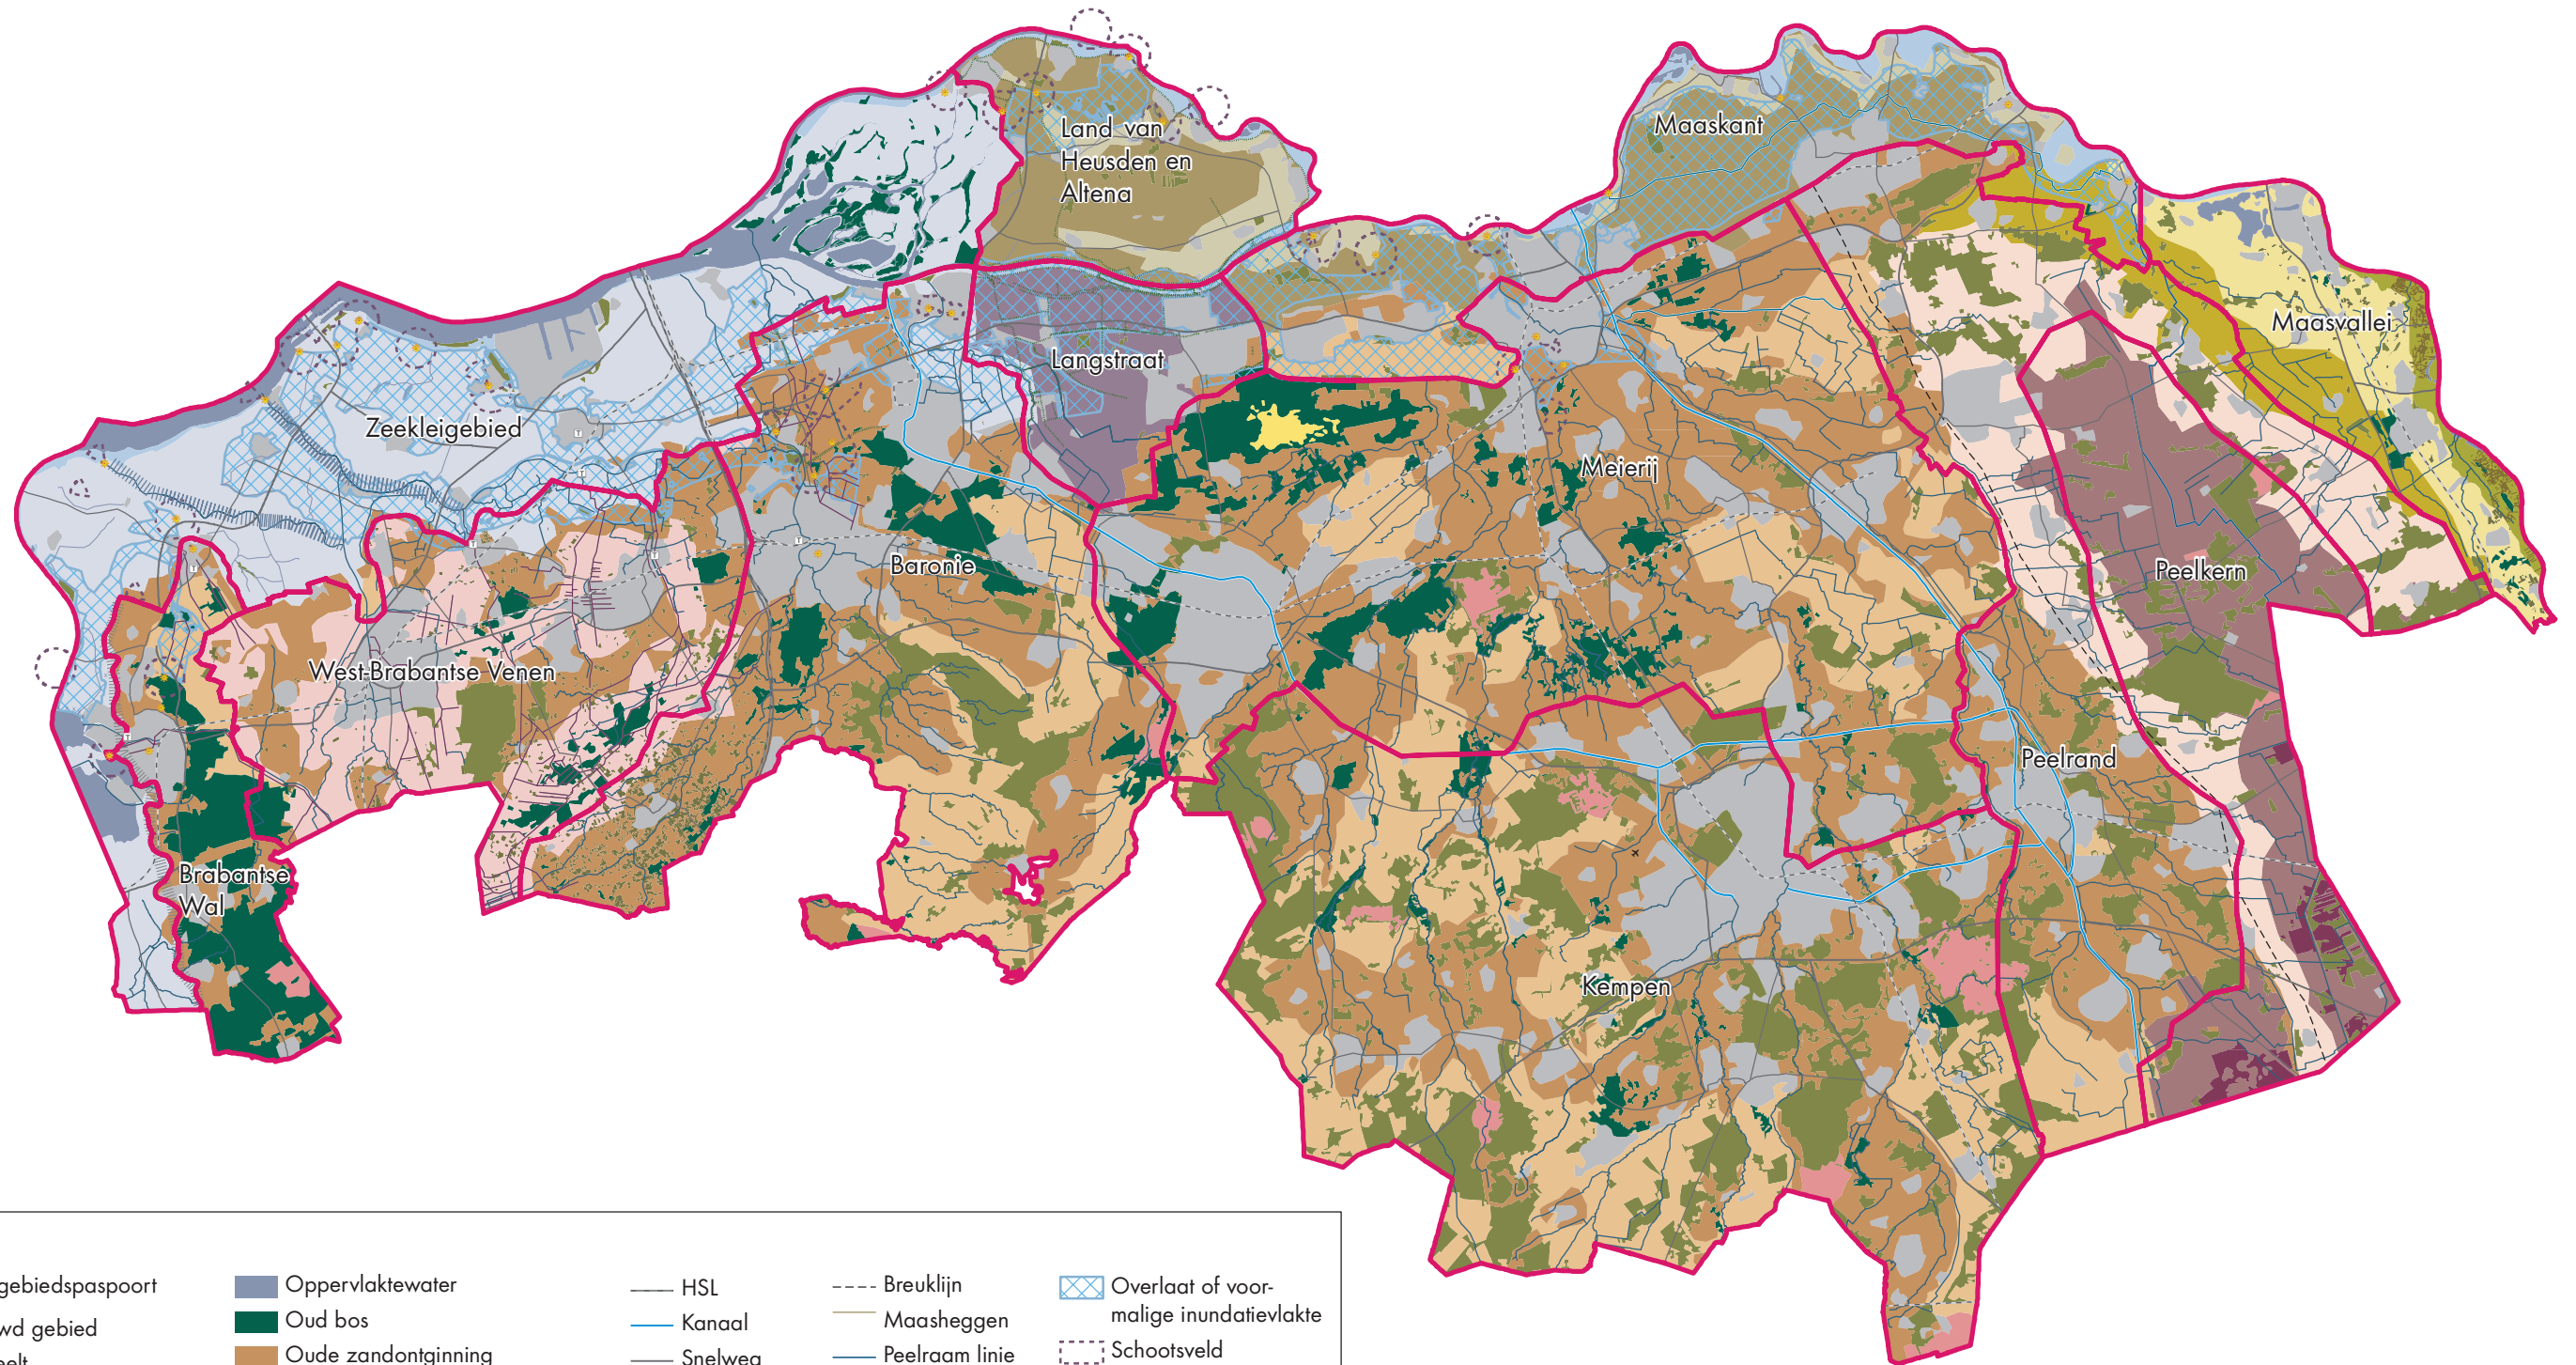 Land van
Heusden en
Altena
Maaskant
Maasvallei
Langstraat
Zeekleigebied
Meierij
Baronie
Peelkern
West-Brabantse Venen
Peelrand
Brabantse
Wal
Kempen
gebiedspaspoort
wd gebied
Oppervlaktewater
Oud bos
Oude zandontginning
HSL
Kanaal
Snelweg
Breuklijn
Maasheggen
Peelraam linie
Overlaat of voor-
malige inundatievlakte
Schootsveld